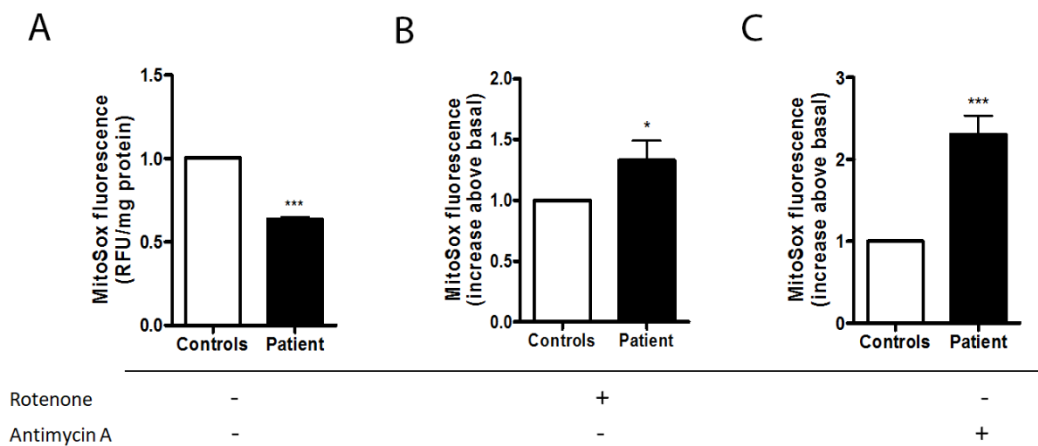 A
MitoSox fluorescence
(RFU/mg protein)
1.5
1.0
0.5
0.0
***
Controls Patient
B
MitoSox fluorescence
(increase above basal)
2.0
1.5
1.0
0.5
0.0
*
Controls Patient
C
MitoSox fluorescence
(increase above basal)
3
2
1
0
***
Controls Patient
Rotenone - + -
Antimycin A - - +